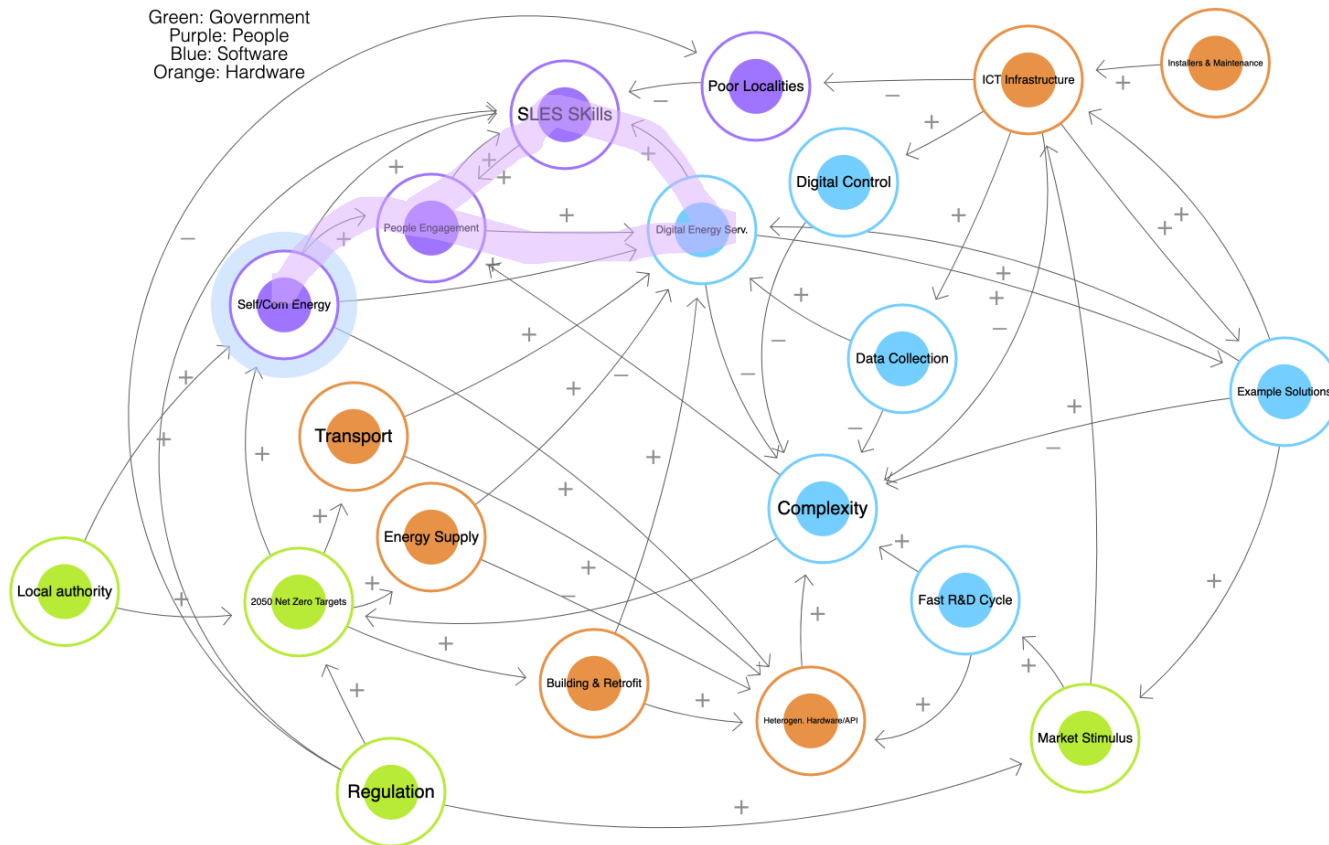 Green: Government
Purple: People
Blue: Software
Orange: Hardware
Installers & Maintenance
ICT Infrastructure
Poor Localities
SLES SKills
Digital Control
People Engagement
Digital Energy Serv.
Self/Com Energy
Data Collection
Example Solutions
Transport
Complexity
Energy Supply
Local authority
2050 Net Zero Targets
Fast R&D Cycle
Building & Retrofit
Heterogen. Hardware/API
Market Stimulus
Regulation